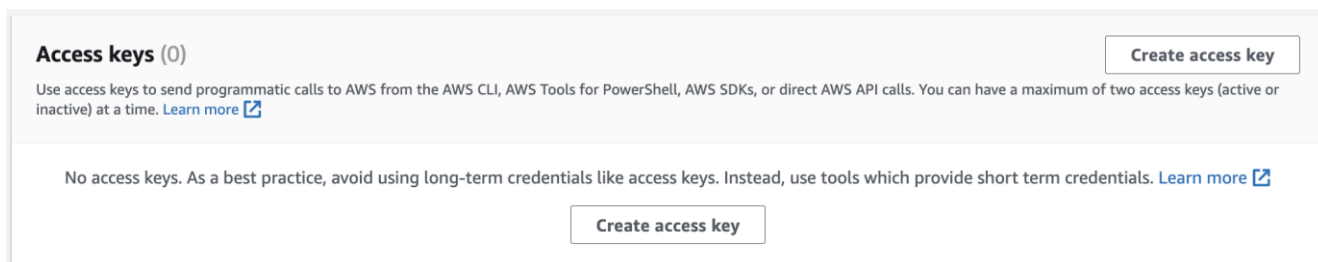 Access keys (0)
Create access key
Use access keys to send programmatic calls to AWS from the AWS CLI, AWS Tools for PowerShell, AWS SDKs, or direct AWS API calls. You can have a maximum of two access keys (active or
inactive) at a time. Learn more
No access keys. As a best practice, avoid using long-term credentials like access keys. Instead, use tools which provide short term credentials. Learn more
Create access key